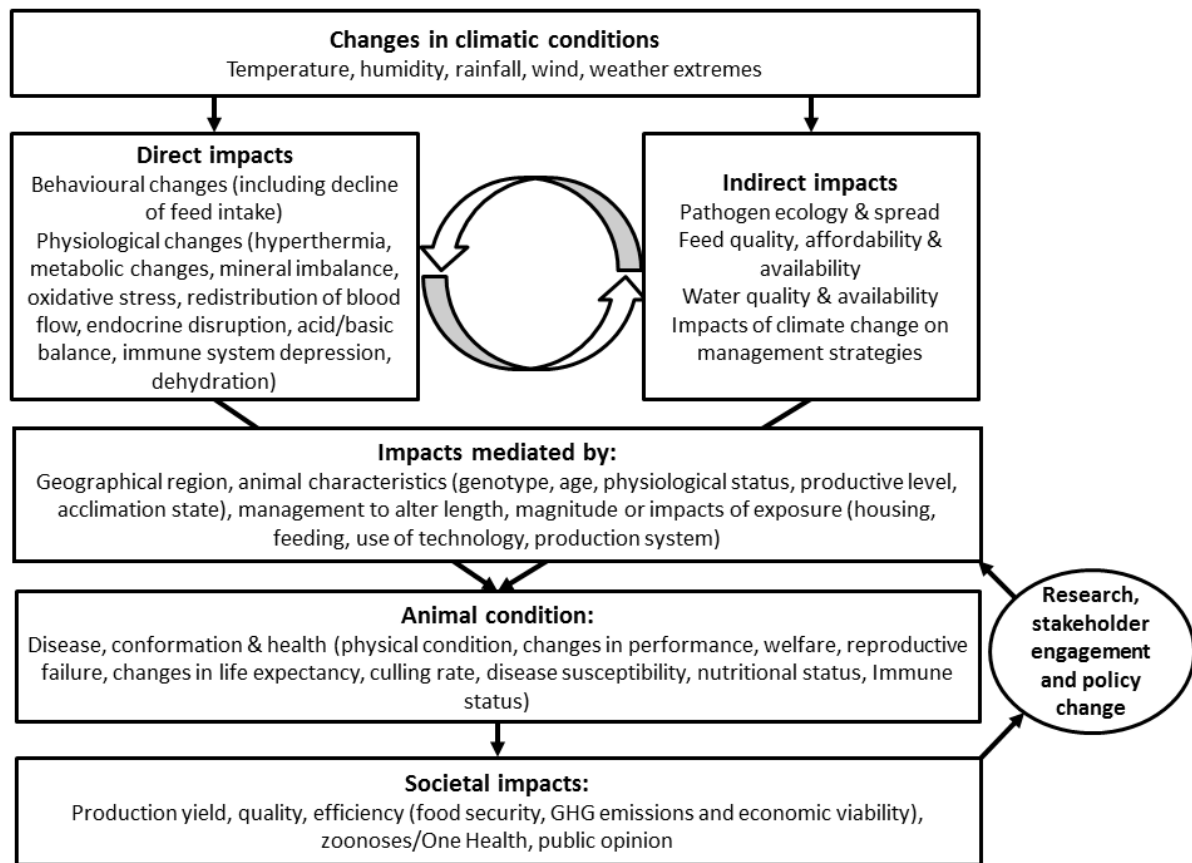 Changes in climatic conditions
Temperature, humidity, rainfall, wind, weather extremes
Direct impacts
Behavioural changes (including decline
of feed intake)
Physiological changes (hyperthermia,
metabolic changes, mineral imbalance,
oxidative stress, redistribution of blood
flow, endocrine disruption, acid/basic
balance, immune system depression,
dehydration)
Indirect impacts
Pathogen ecology & spread
Feed quality, affordability &
availability
Water quality & availability
Impacts of climate change on
management strategies
Impacts mediated by:
Geographical region, animal characteristics (genotype, age, physiological status, productive level,
acclimation state), management to alter length, magnitude or impacts of exposure (housing,
feeding, use of technology, production system)
Animal condition:
Disease, conformation & health (physical condition, changes in performance, welfare, reproductive
failure, changes in life expectancy, culling rate, disease susceptibility, nutritional status, Immune
status)
Research,
stakeholder
engagement
and policy
change
Societal impacts:
Production yield, quality, efficiency (food security, GHG emissions and economic viability),
zoonoses/One Health, public opinion